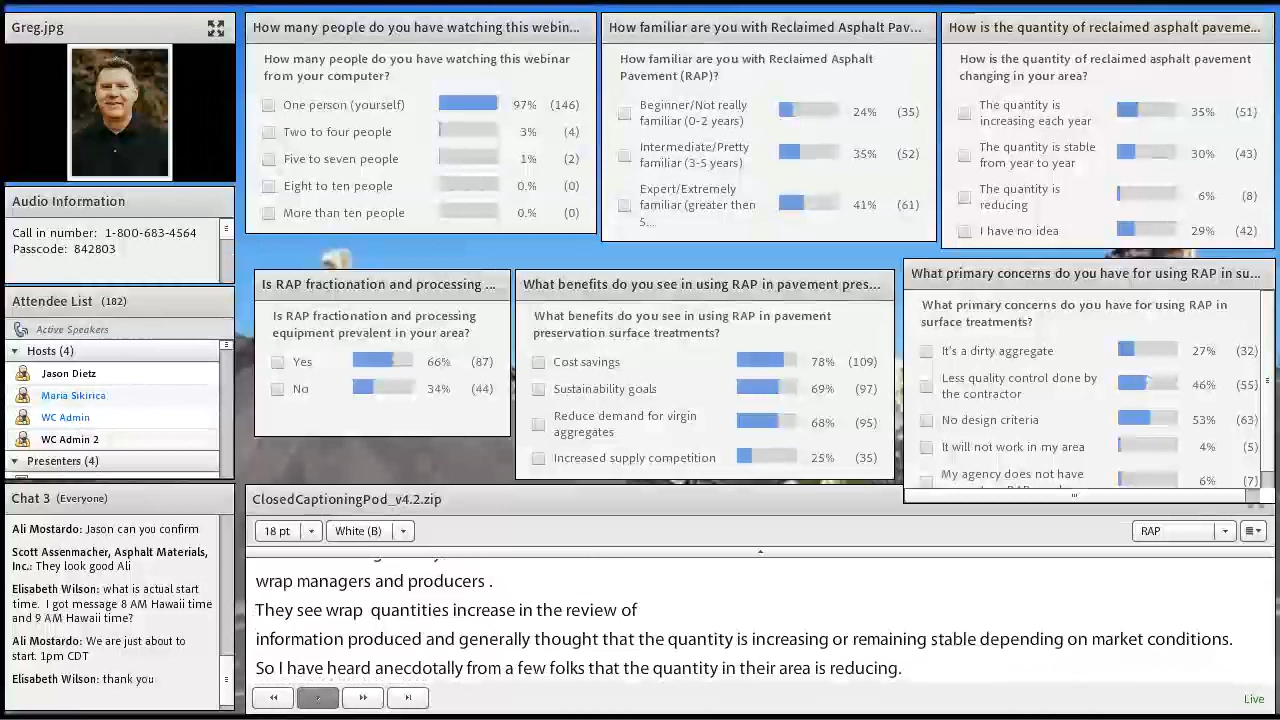 Greg.jpg
Audio Information
Call in number: 1-800-683-4564
Passcode: 842803
Attendee List (182)
Active Speakers
Hosts (4)
Jason Dietz
Maria Sikirica
WC Admin
WC Admin 2
Presenters (4)
Chat 3 (Everyone)
Ali Mostardo: Jason can you confirm
Scott Assenmacher, Asphalt Materials,
Inc.: They look good Ali
Elisabeth Wilson: what is actual start
time. I got message 8 AM Hawaii time
and 9 AM Hawaii time?
Ali Mostardo: We are just about to
start. 1pm CDT
Elisabeth Wilson: thank you
How many people do you have watching this webin...
How many people do you have watching this webinar
from your computer?
One person (yourself) 97% (146)
Two to four people 3% (4)
Five to seven people 1% (2)
Eight to ten people 0.% (0)
More than ten people 0.% (0)
How familiar are you with Reclaimed Asphalt Pav...
How familiar are you with Reclaimed Asphalt
Pavement (RAP)?
Beginner/Not really
familiar (0-2 years) 24% (35)
Intermediate/Pretty
familiar (3-5 years) 35% (52)
Expert/Extremely
familiar (greater then 41% (61)
5...
How is the quantity of reclaimed asphalt paveme...
How is the quantity of reclaimed asphalt pavement
changing in your area?
The quantity is
increasing each year 35% (51)
The quantity is stable
from year to year 30% (43)
The quantity is
reducing 6% (8)
I have no idea 29% (42)
Is RAP fractionation and processing ...
Is RAP fractionation and processing
equipment prevalent in your area?
Yes 66% (87)
No 34% (44)
What benefits do you see in using RAP in pavement pres...
What benefits do you see in using RAP in pavement
preservation surface treatments?
Cost savings 78% (109)
Sustainability goals 69% (97)
Reduce demand for virgin
aggregates 68% (95)
Increased supply competition 25% (35)
What primary concerns do you have for using RAP in su...
What primary concerns do you have for using RAP in
surface treatments?
It's a dirty aggregate 27% (32)
Less quality control done by
the contractor 46% (55)
No design criteria 53% (63)
It will not work in my area 4% (5)
My agency does not have 6% (7)
ClosedCaptioningPod_v4.2.zip
18 pt White (B) RAP
wrap managers and producers .
They see wrap quantities increase in the review of
information produced and generally thought that the quantity is increasing or remaining stable depending on market conditions.
So I have heard anecdotally from a few folks that the quantity in their area is reducing.
Live